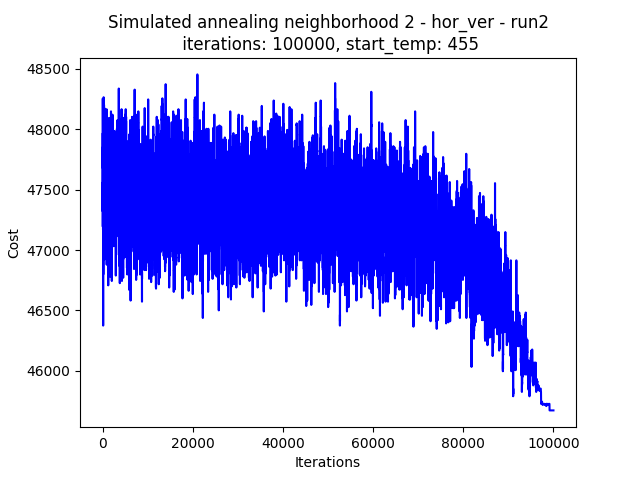 Simulated annealing neighborhood 2 - hor_ver - run2
iterations: 100000, start_temp: 455
48500
48000
47500
47000
46500
46000
Cost
0 20000 40000 60000 80000 100000
Iterations